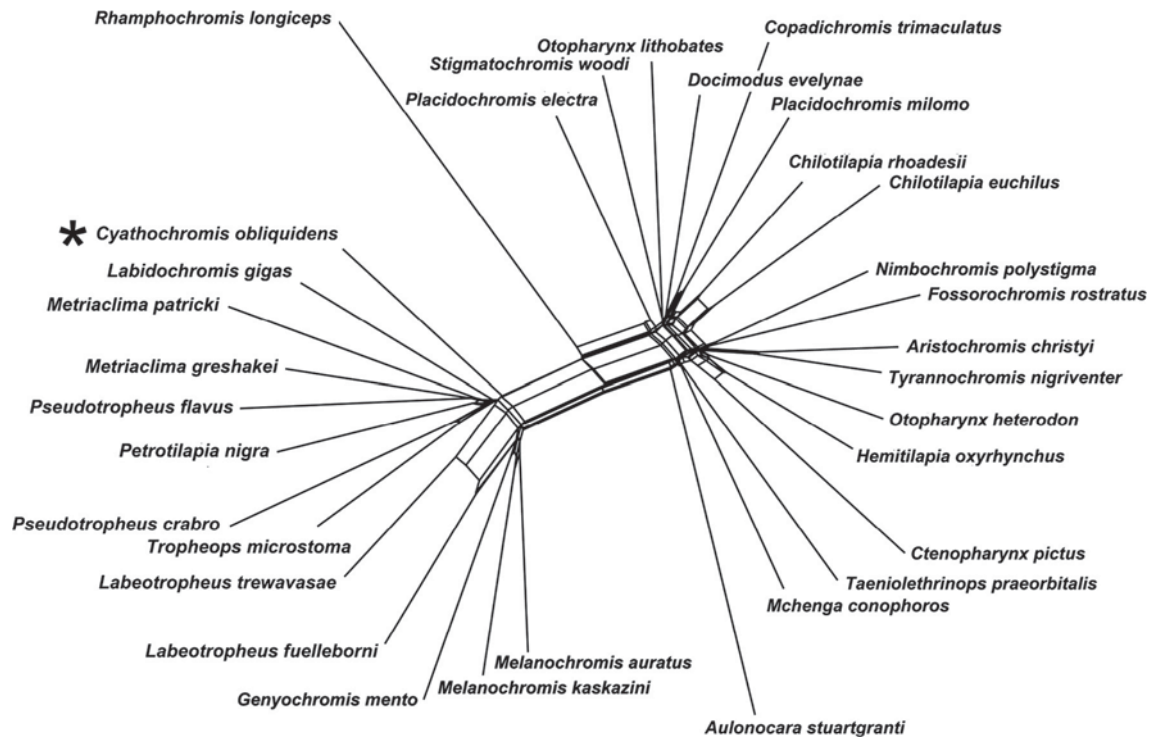 Rhamphochromis longiceps
Copadichromis trimaculatus
Otopharynx lithobates
Stigmatochromis woodi
Docimodus evelynae
Placidochromis electra
Placidochromis milomo
Chilotilapia rhoadesii
Chilotilapia euchilus
* Cyathochromis obliquidens
Labidochromis gigas
Nimbochromis polystigma
Metriaclima patricki
Fossorochromis rostratus
Aristochromis christyi
Metriaclima greshakei
Tyrannochromis nigriventer
Pseudotropheus flavus
Otopharynx heterodon
Petrotilapia nigra
Hemitilapia oxyrhynchus
Pseudotropheus crabro
Tropheops microstoma
Ctenopharynx pictus
Labeotropheus trewavasae
Taeniolethrinops praeorbitalis
Mchenga conophoros
Labeotropheus fuelleborni
Melanochromis auratus
Melanochromis kaskazini
Genyochromis mento
Aulonocara stuartgranti